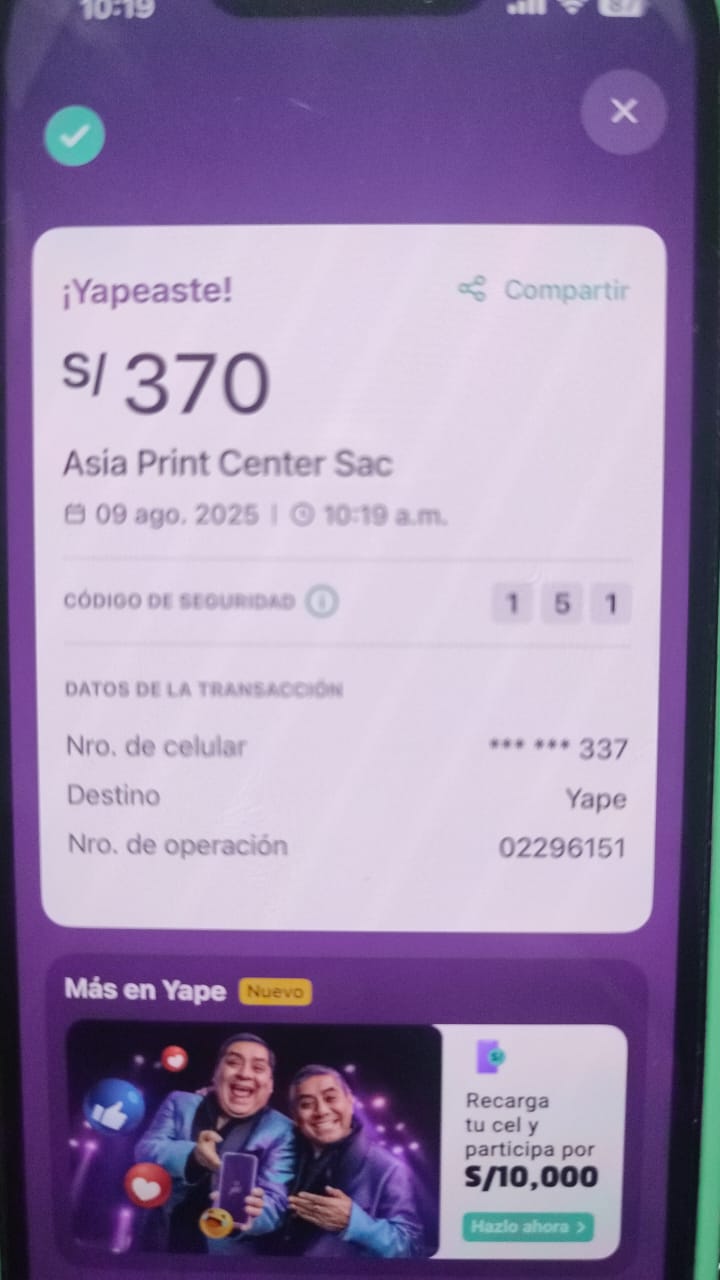 10:19
87
¡Yapeaste!
Compartir
S/ 370
Asia Print Center Sac
09 ago. 2025 | 10:19 a.m.
CÓDIGO DE SEGURIDAD 1 5 1
DATOS DE LA TRANSACCIÓN
Nro. de celular *** *** 337
Destino Yape
Nro. de operación 02296151
Más en Yape Nuevo
Recarga
tu cel y
participa por
S/10,000
Hazlo ahora >